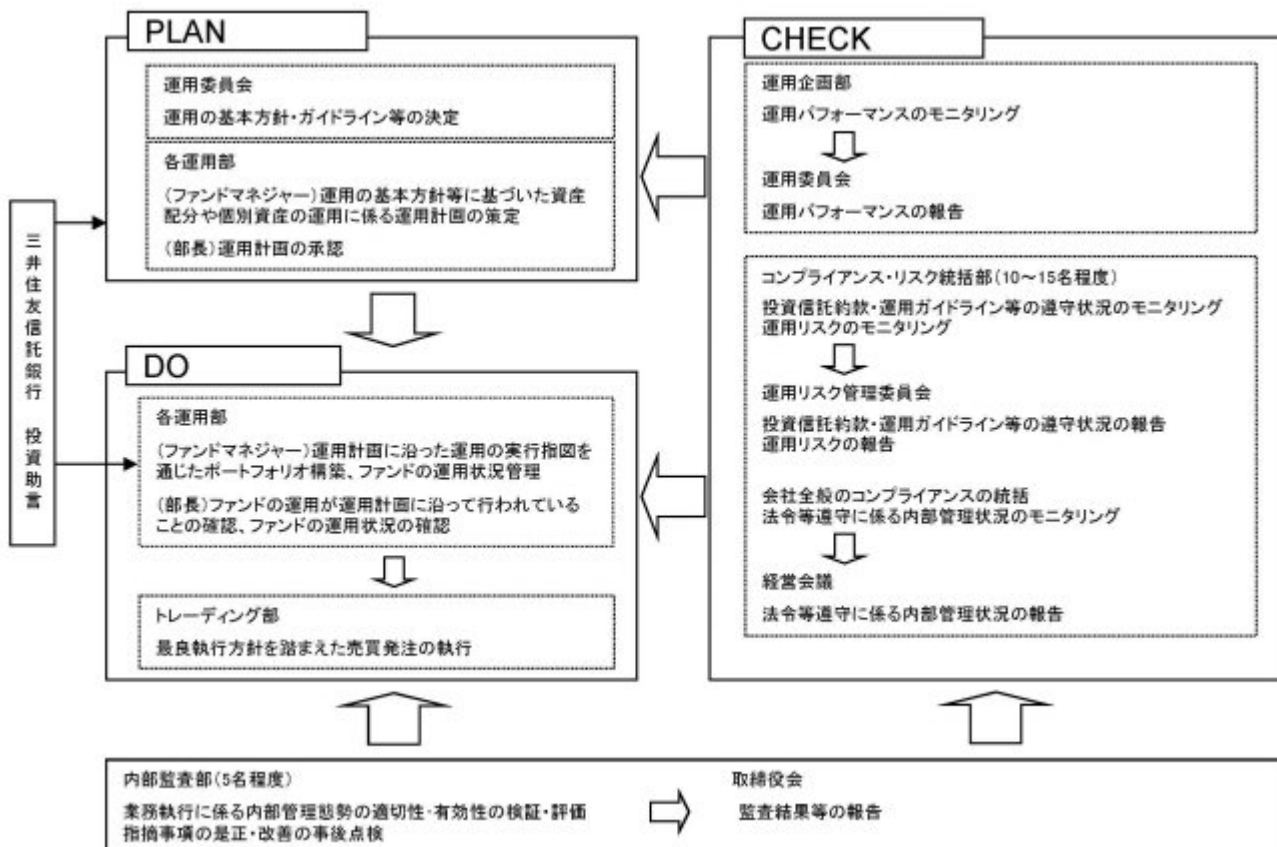 PLAN
運用委員会
運用の基本方針・ガイドライン等の決定
各運用部
(ファンドマネジャー)運用の基本方針等に基づいた資産
配分や個別資産の運用に係る運用計画の策定
(部長)運用計画の承認
三井住友信託銀行 投資助言
DO
各運用部
(ファンドマネジャー)運用計画に沿った運用の実行指図を
通じたポートフォリオ構築、ファンドの運用状況管理
(部長)ファンドの運用が運用計画に沿って行われている
ことの確認、ファンドの運用状況の確認
トレーディング部
最良執行方針を踏まえた売買発注の執行
CHECK
運用企画部
運用パフォーマンスのモニタリング
運用委員会
運用パフォーマンスの報告
コンプライアンス・リスク統括部(10~15名程度)
投資信託約款・運用ガイドライン等の遵守状況のモニタリング
運用リスクのモニタリング
運用リスク管理委員会
投資信託約款・運用ガイドライン等の遵守状況の報告
運用リスクの報告
会社全般のコンプライアンスの統括
法令等遵守に係る内部管理状況のモニタリング
経営会議
法令等遵守に係る内部管理状況の報告
内部監査部(5名程度)
業務執行に係る内部管理態勢の適切性・有効性の検証・評価
指摘事項の是正・改善の事後点検
取締役会
監査結果等の報告